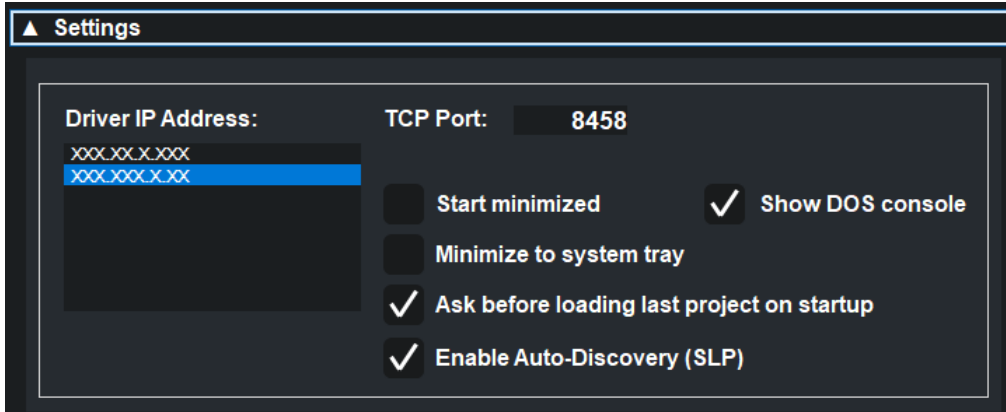 ▲ Settings
Driver IP Address:
XXX.XX.X.XXX
XXX.XXX.X.XX
TCP Port: 8458
Start minimized
Show DOS console
Minimize to system tray
Ask before loading last project on startup
Enable Auto-Discovery (SLP)